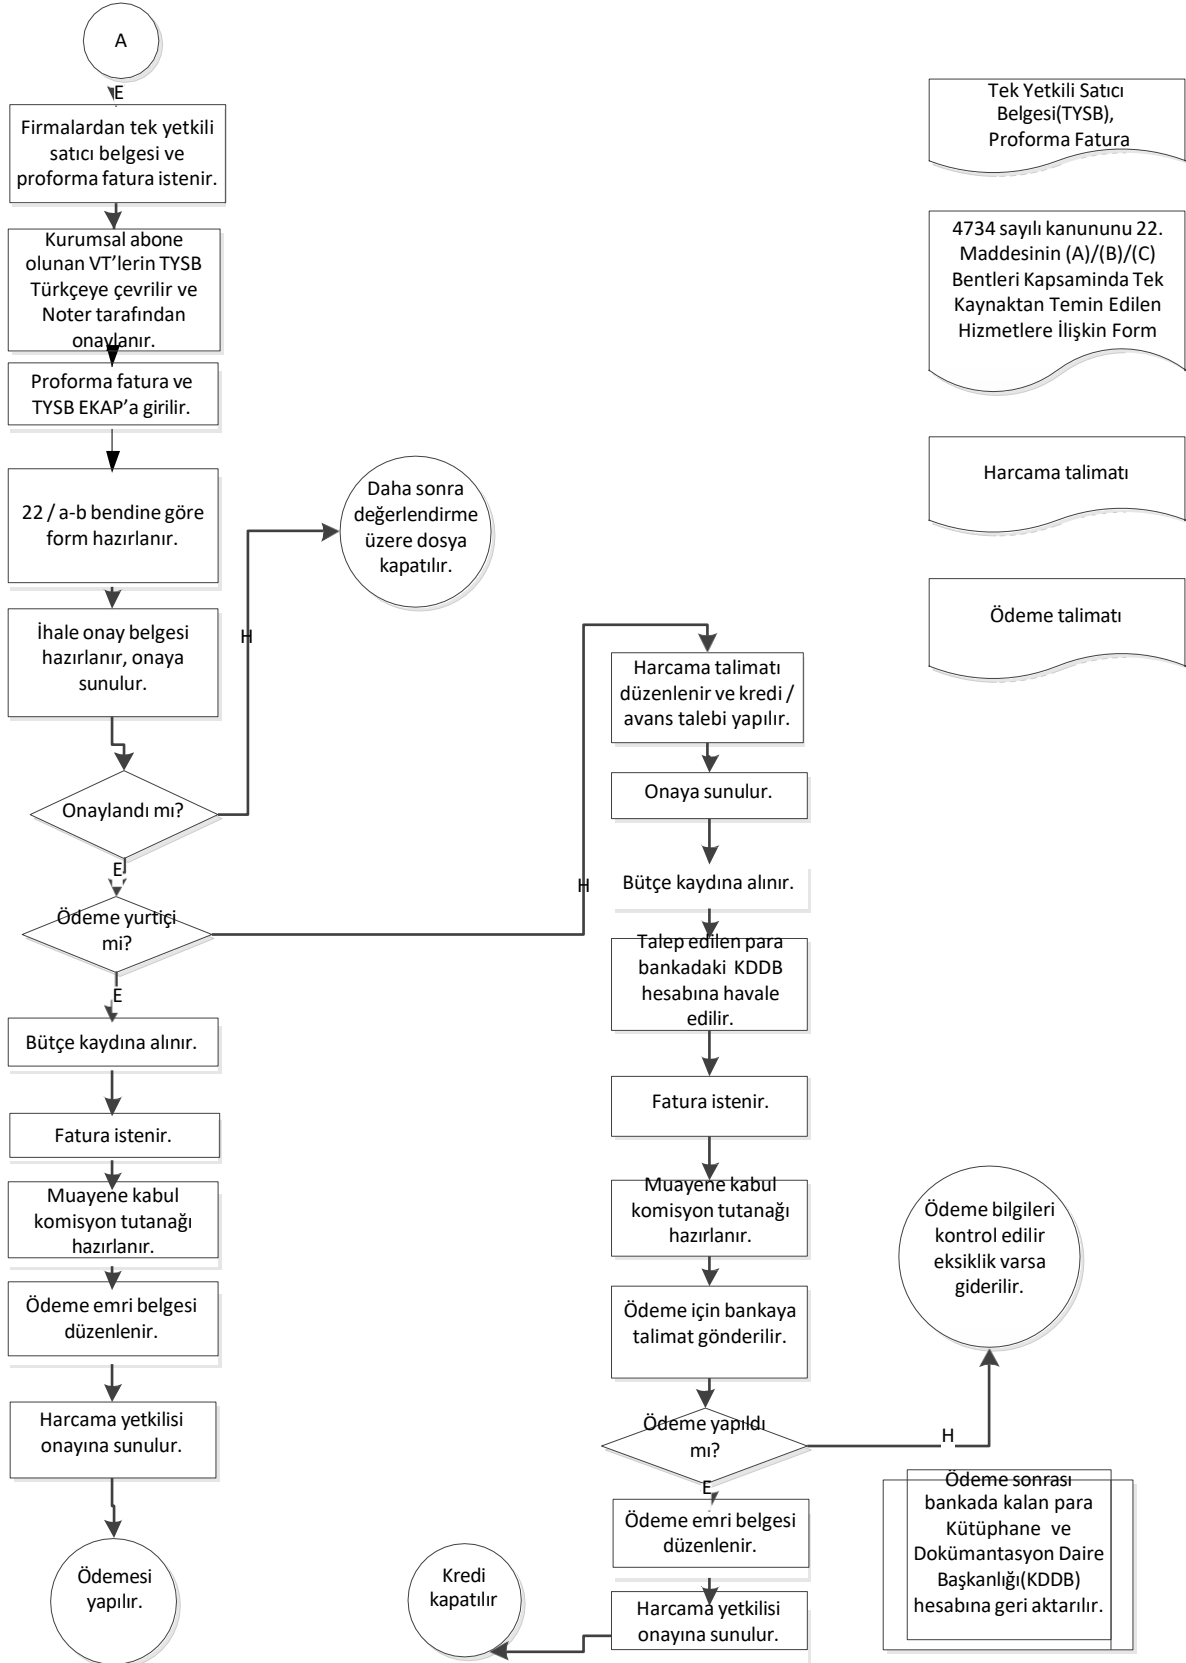 A
E
Firmalardan tek yetkili
satıcı belgesi ve
proforma fatura istenir.
Kurumsal abone
olunan VT’lerin TYSB
Türkçeye çevrilir ve
Noter tarafından
onaylanır.
Proforma fatura ve
TYSB EKAP’a girilir.
22 / a-b bendine göre
form hazırlanır.
İhale onay belgesi
hazırlanır, onaya
sunulur.
Onaylandı mı?
H
Daha sonra
değerlendirme
üzere dosya
kapatılır.
E
Ödeme yurtiçi
mi?
H
E
Bütçe kaydına alınır.
Fatura istenir.
Muayene kabul
komisyon tutanağı
hazırlanır.
Ödeme emri belgesi
düzenlenir.
Harcama yetkilisi
onayına sunulur.
Ödemesi
yapılır.
Harcama talimatı
düzenlenir ve kredi /
avans talebi yapılır.
Onaya sunulur.
Bütçe kaydına alınır.
Talep edilen para
bankadaki KDDB
hesabına havale
edilir.
Fatura istenir.
Muayene kabul
komisyon tutanağı
hazırlanır.
Ödeme için bankaya
talimat gönderilir.
Ödeme yapıldı
mı?
H
Ödeme bilgileri
kontrol edilir
eksiklik varsa
giderilir.
E
Ödeme emri belgesi
düzenlenir.
Harcama yetkilisi
onayına sunulur.
Kredi
kapatılır
Ödeme sonrası
bankada kalan para
Kütüphane ve
Dokümantasyon Daire
Başkanlığı(KDDB)
hesabına geri aktarılır.
Tek Yetkili Satıcı
Belgesi(TYSB),
Proforma Fatura
4734 sayılı kanununu 22.
Maddesinin (A)/(B)/(C)
Bentleri Kapsaminda Tek
Kaynaktan Temin Edilen
Hizmetlere İlişkin Form
Harcama talimatı
Ödeme talimatı